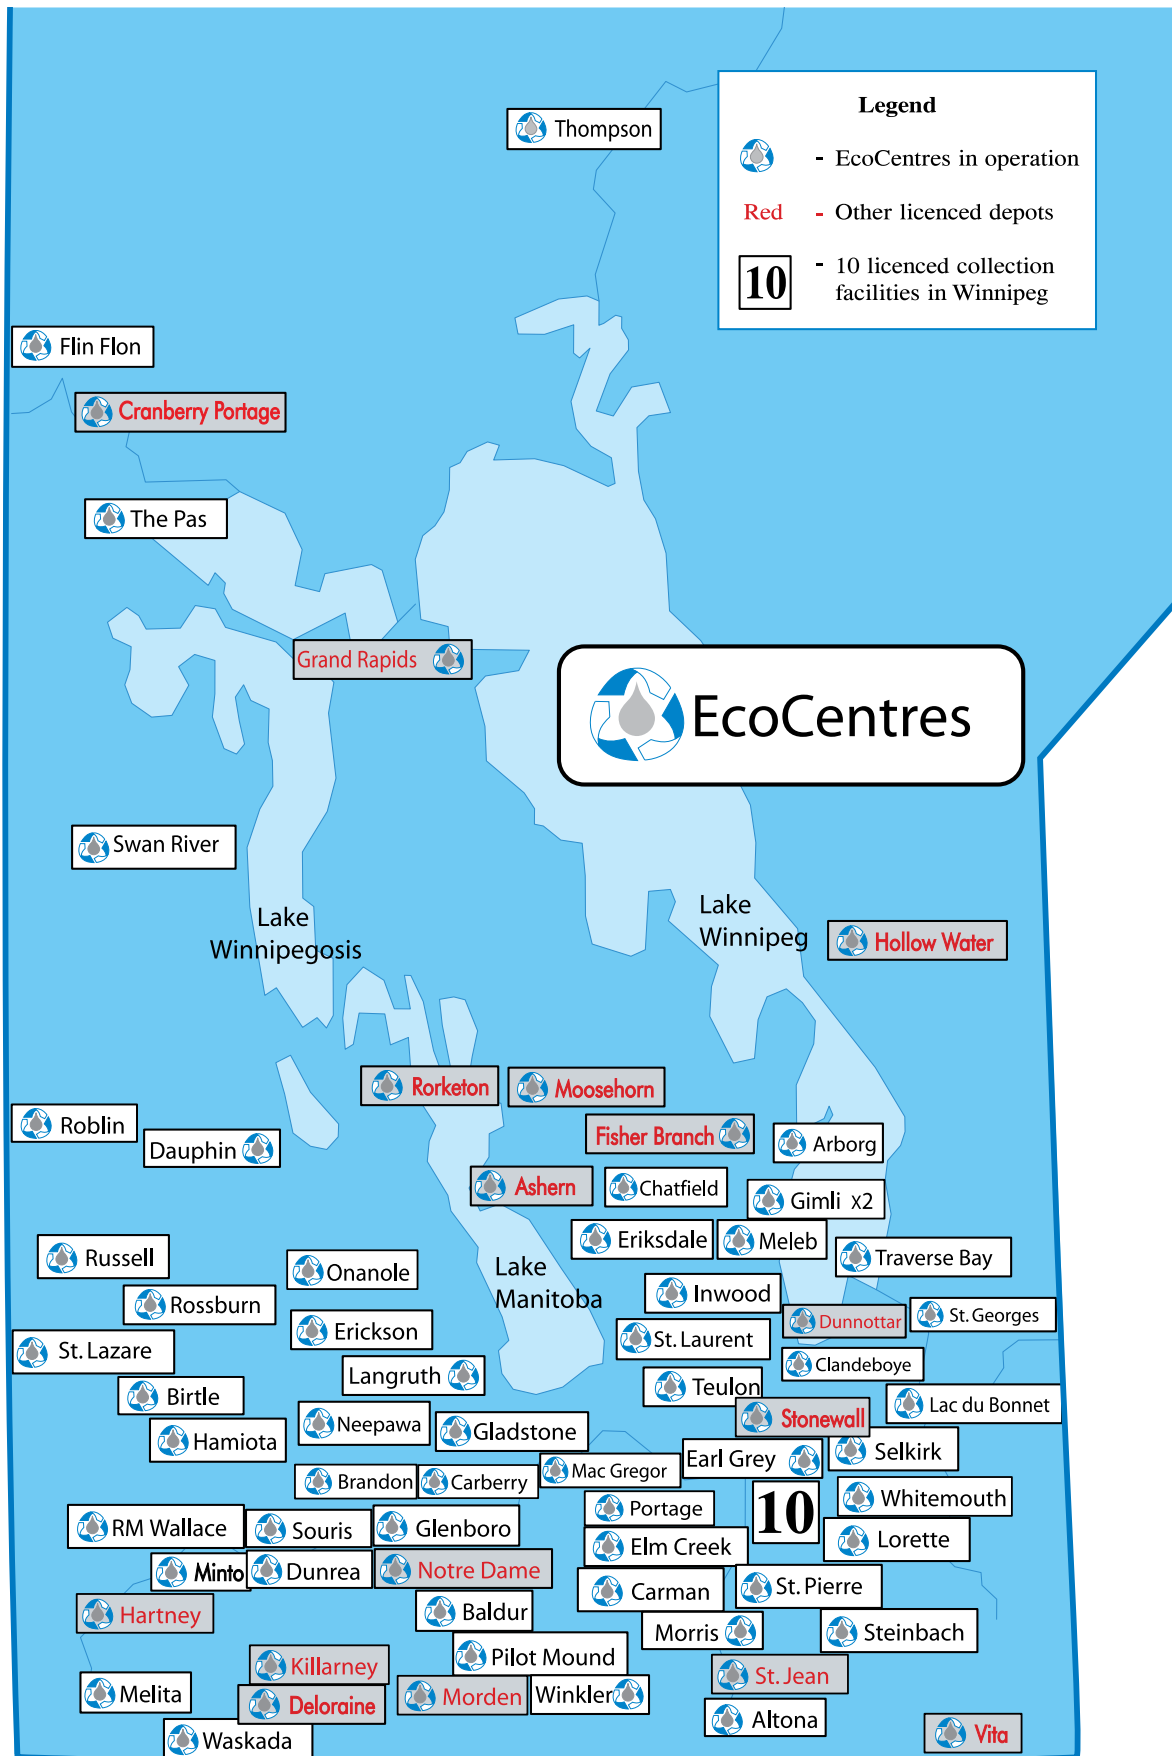 Legend
- EcoCentres in operation
Red - Other licenced depots
10 - 10 licenced collection
facilities in Winnipeg
Thompson
Flin Flon
Cranberry Portage
The Pas
Grand Rapids
EcoCentres
Swan River
Lake
Winnipegosis
Lake
Winnipeg
Hollow Water
Rorketon
Moosehorn
Roblin
Dauphin
Fisher Branch
Arborg
Ashern
Chatfield
Gimli x2
Eriksdale
Meleb
Traverse Bay
Russell
Onanole
Lake
Manitoba
Inwood
Rossburn
Erickson
St. Laurent
Dunnottar
St. Georges
St. Lazare
Langruth
Clandeboye
Birtle
Teulon
Lac du Bonnet
Hamiota
Neepawa
Gladstone
Stonewall
Earl Grey
Selkirk
Brandon
Carberry
Mac Gregor
Portage
10
Whitemouth
RM Wallace
Souris
Glenboro
Elm Creek
Lorette
Minto
Dunrea
Notre Dame
Carman
St. Pierre
Hartney
Baldur
Morris
Steinbach
Killarney
Pilot Mound
St. Jean
Melita
Deloraine
Morden
Winkler
Altona
Waskada
Vita